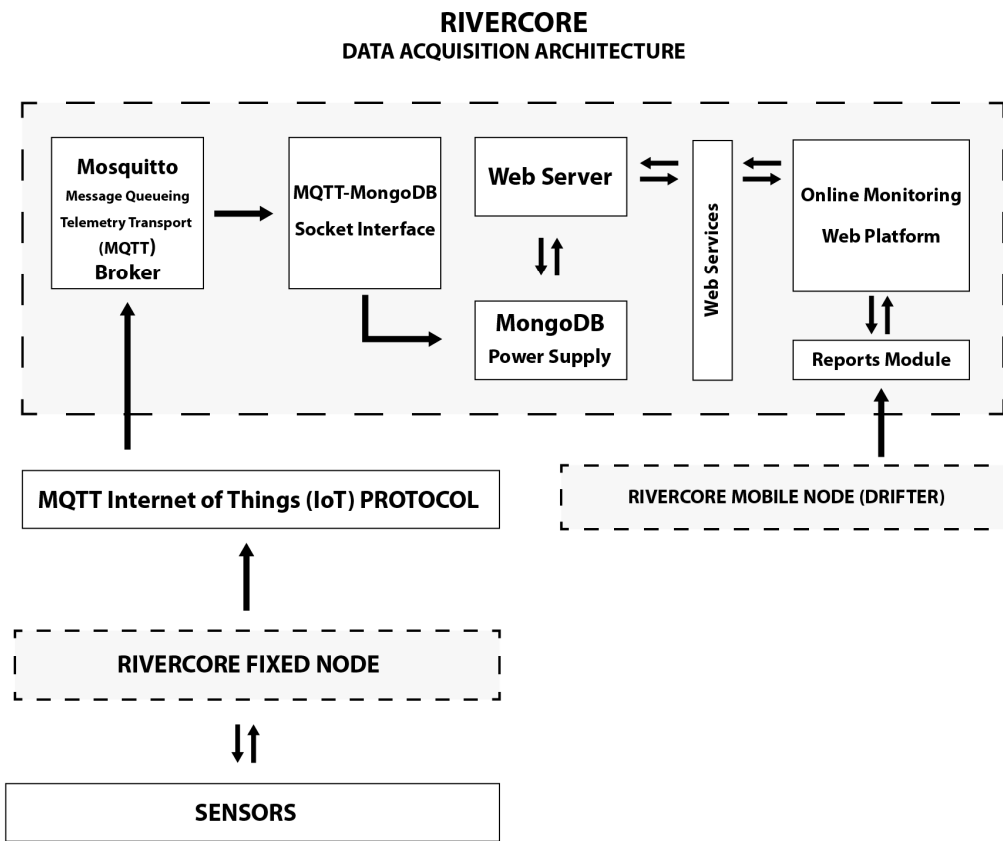 RIVERCORE
DATA ACQUISITION ARCHITECTURE
Mosquitto
Message Queueing
Telemetry Transport
(MQTT)
Broker
MQTT-MongoDB
Socket Interface
Web Server
MongoDB
Power Supply
Web Services
Online Monitoring
Web Platform
Reports Module
MQTT Internet of Things (IoT) PROTOCOL
RIVERCORE MOBILE NODE (DRIFTER)
RIVERCORE FIXED NODE
SENSORS